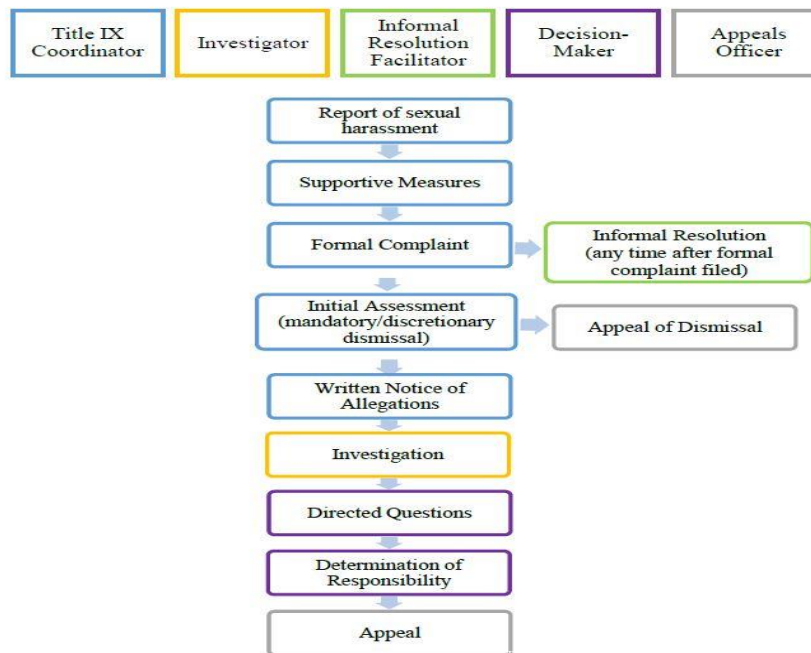 Title IX
Coordinator
Investigator
Informal
Resolution
Facilitator
Decision-
Maker
Appeals
Officer
Report of sexual
harassment
Supportive Measures
Formal Complaint
Informal Resolution
(any time after formal
complaint filed)
Initial Assessment
(mandatory/discretionary
dismissal)
Appeal of Dismissal
Written Notice of
Allegations
Investigation
Directed Questions
Determination of
Responsibility
Appeal